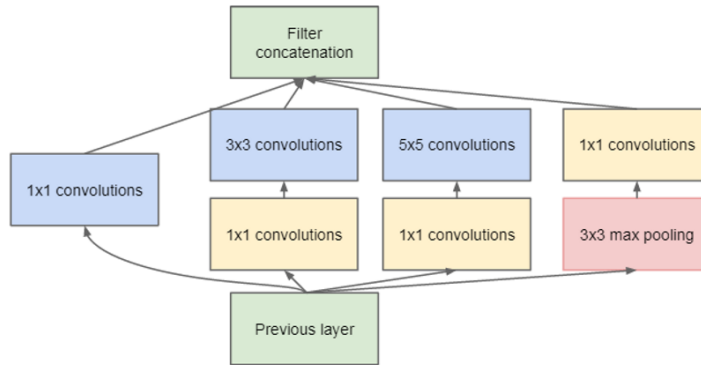 Filter
concatenation
3x3 convolutions
5x5 convolutions
1x1 convolutions
1x1 convolutions
1x1 convolutions
1x1 convolutions
3x3 max pooling
Previous layer